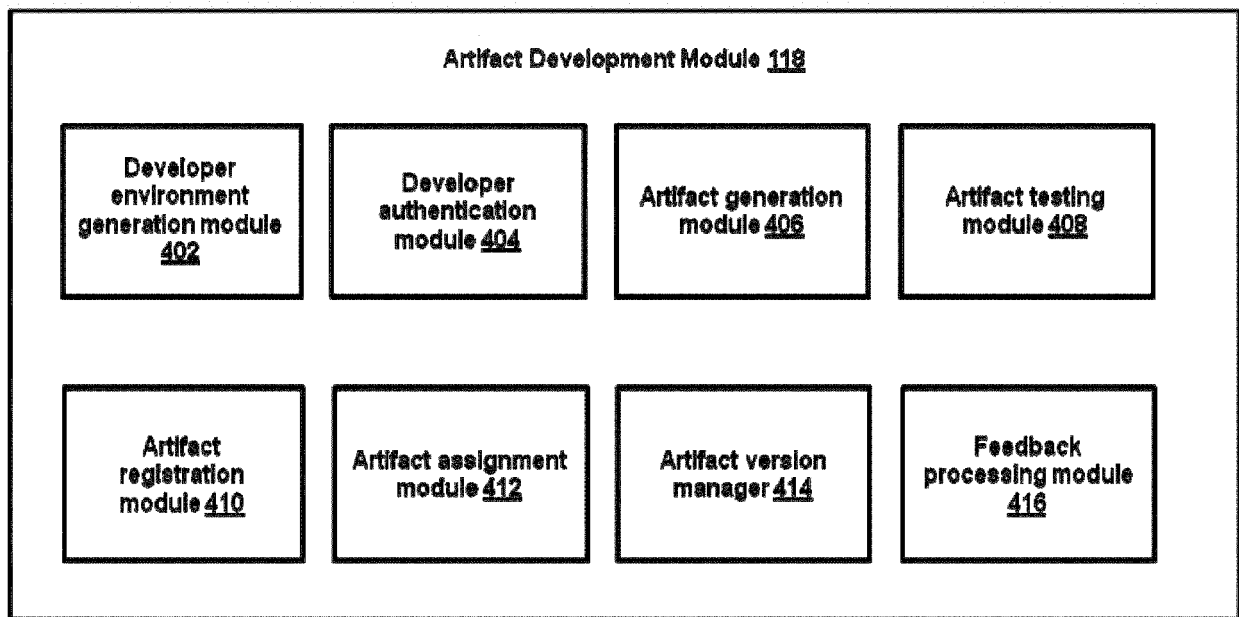 Artifact Development Module 118
Developer
environment
generation module
402
Developer
authentication
module 404
Artifact generation
module 406
Artifact testing
module 408
Artifact
registration
module 410
Artifact assignment
module 412
Artifact version
manager 414
Feedback
processing module
416